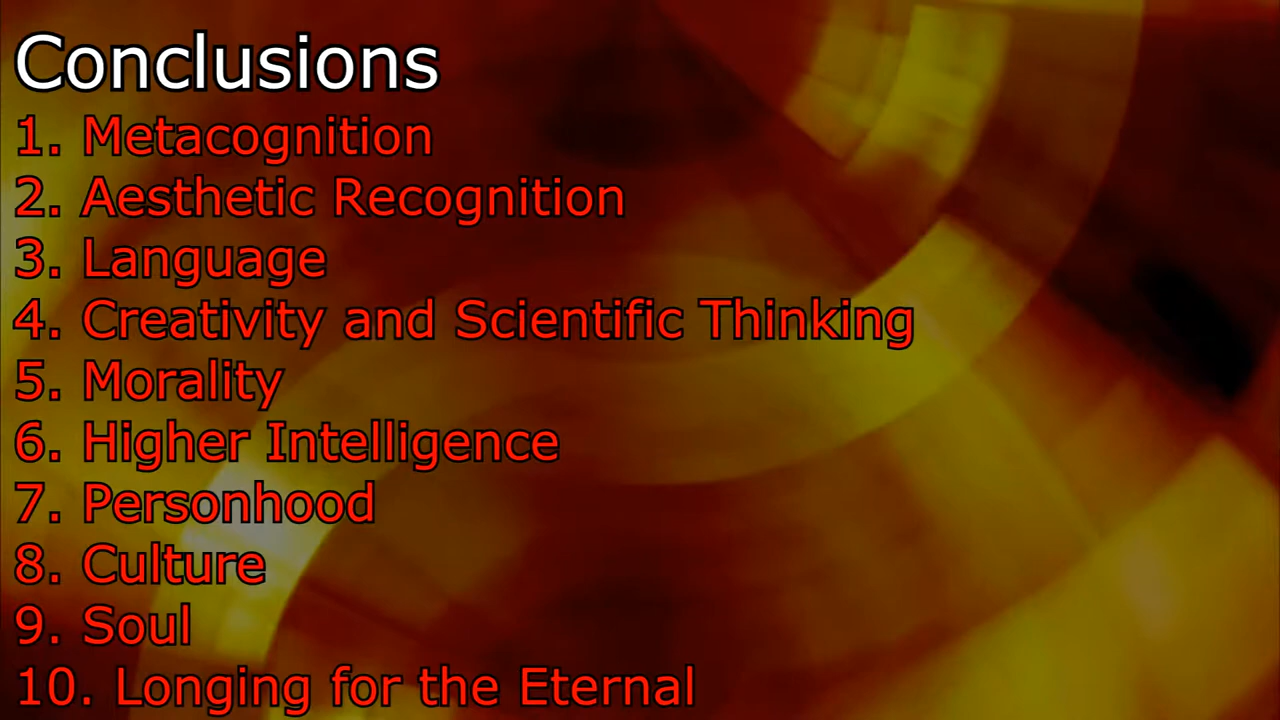 Conclusions
1. Metacognition
2. Aesthetic Recognition
3. Language
4. Creativity and Scientific Thinking
5. Morality
6. Higher Intelligence
7. Personhood
8. Culture
9. Soul
10. Longing for the Eternal